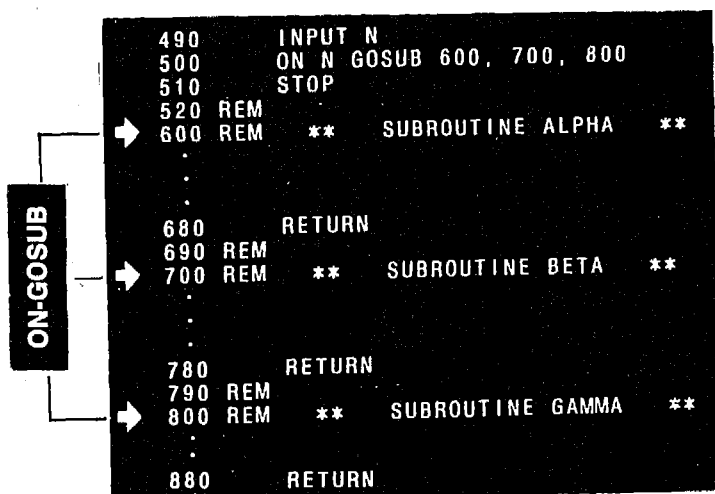 ON-GOSUB
490 INPUT N
500 ON N GOSUB 600, 700, 800
510 STOP
520 REM
600 REM ** SUBROUTINE ALPHA **
.
.
.
680 RETURN
690 REM
700 REM ** SUBROUTINE BETA **
.
.
.
780 RETURN
790 REM
800 REM ** SUBROUTINE GAMMA **
.
.
880 RETURN